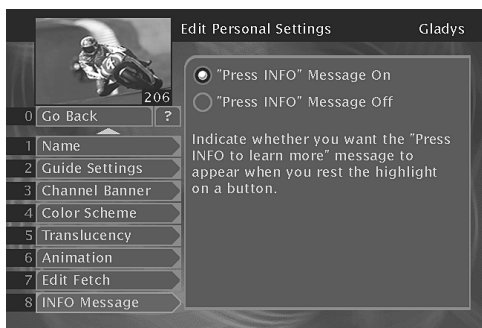 Edit Personal Settings Gladys
206
0 Go Back ?
1 Name
2 Guide Settings
3 Channel Banner
4 Color Scheme
5 Translucency
6 Animation
7 Edit Fetch
8 INFO Message
"Press INFO" Message On
"Press INFO" Message Off
Indicate whether you want the "Press
INFO to learn more" message to
appear when you rest the highlight
on a button.